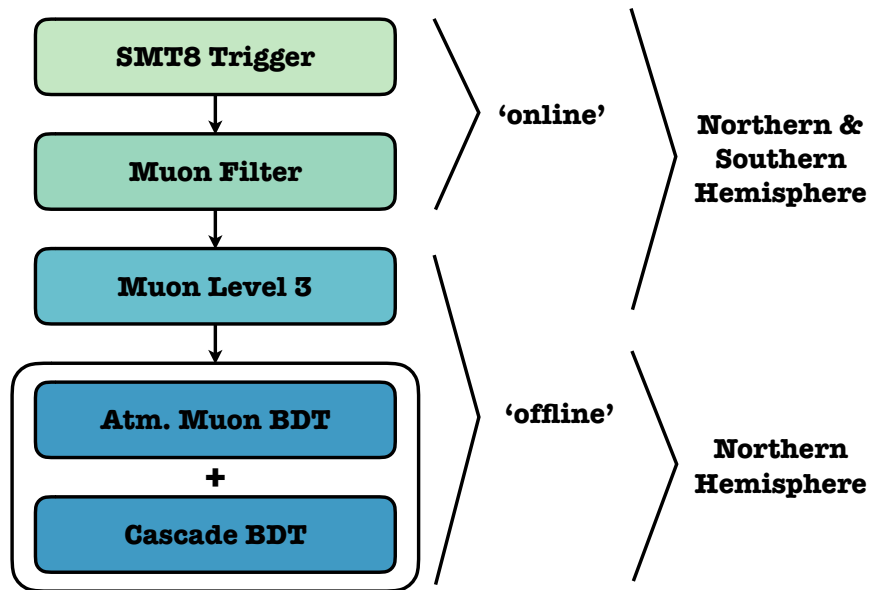 SMT8 Trigger
Muon Filter
Muon Level 3
Atm. Muon BDT
+
Cascade BDT
‘online’
‘offline’
Northern &
Southern
Hemisphere
Northern
Hemisphere